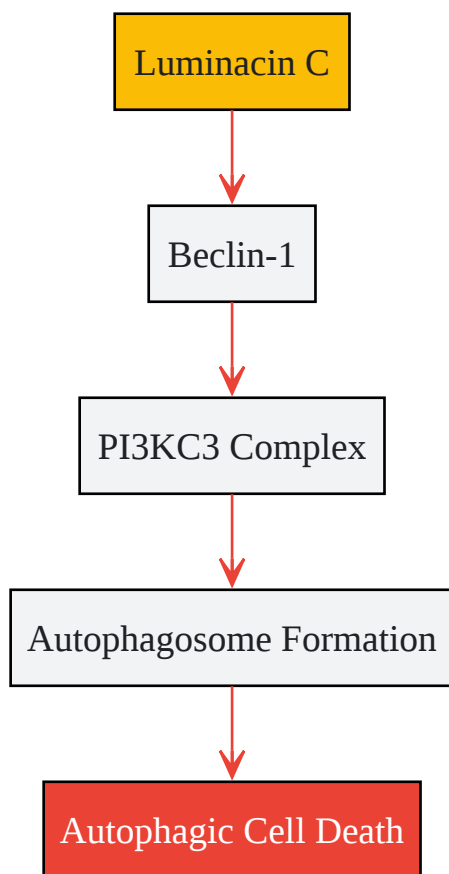 Luminacin C
Beclin-1
PI3KC3 Complex
Autophagosome Formation
Autophagic Cell Death